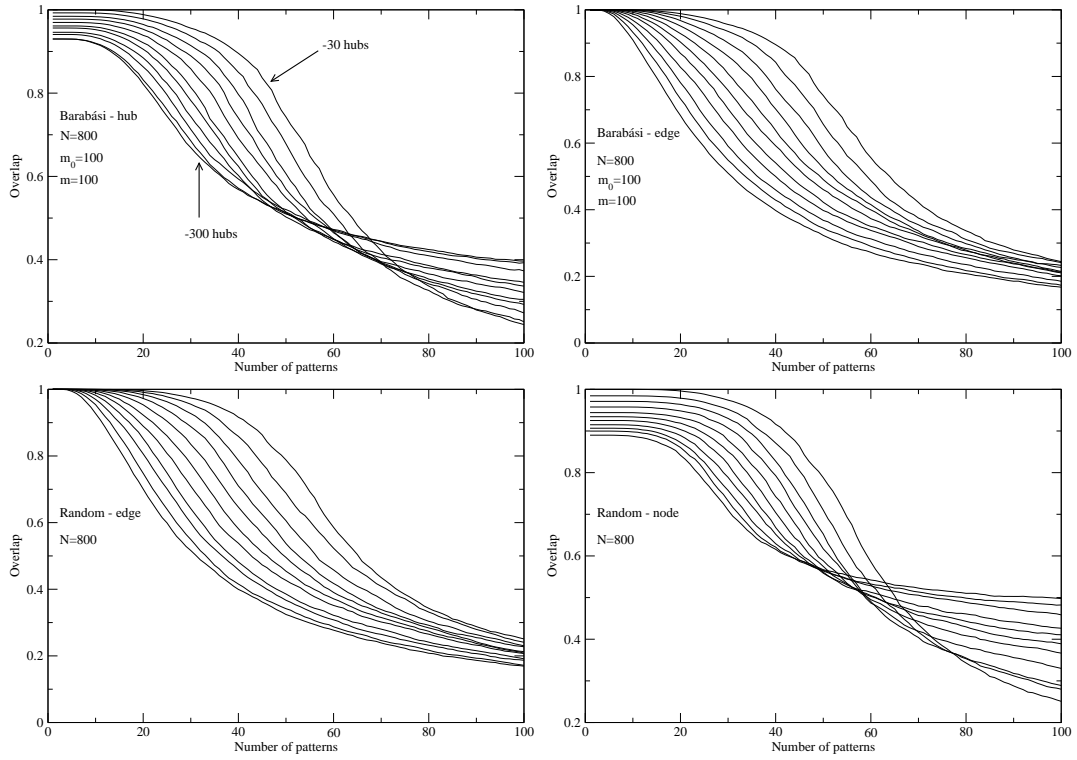 1
0.8
0.6
0.4
0.2
Overlap
Barabási - hub
N=800
m0=100
m=100
-30 hubs
-300 hubs
0 20 40 60 80 100
Number of patterns
1
0.8
0.6
0.4
0.2
0
Overlap
Barabási - edge
N=800
m0=100
m=100
0 20 40 60 80 100
Number of patterns
1
0.8
0.6
0.4
0.2
0
Overlap
Random - edge
N=800
0 20 40 60 80 100
Number of patterns
1
0.8
0.6
0.4
0.2
Overlap
Random - node
N=800
0 20 40 60 80 100
Number of patterns